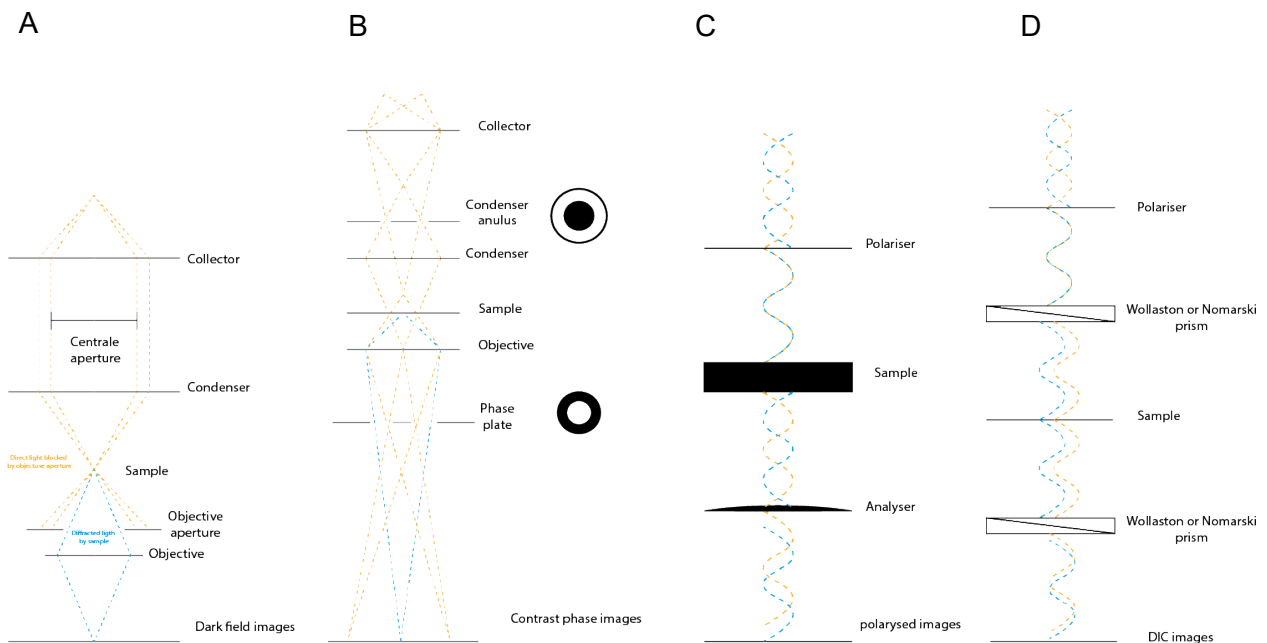 A
B
C
D
Collector
Centrale
aperture
Condenser
Direct light blocked
by objectune aperture
Sample
Objective
aperture
Diffracted ligth
by sample
Objective
Dark field images
Collector
Condenser
anulus
Condenser
Sample
Objective
Phase
plate
Contrast phase images
Polariser
Sample
Analyser
polarysed images
Polariser
Wollaston or Nomarski
prism
Sample
Wollaston or Nomarski
prism
DIC images